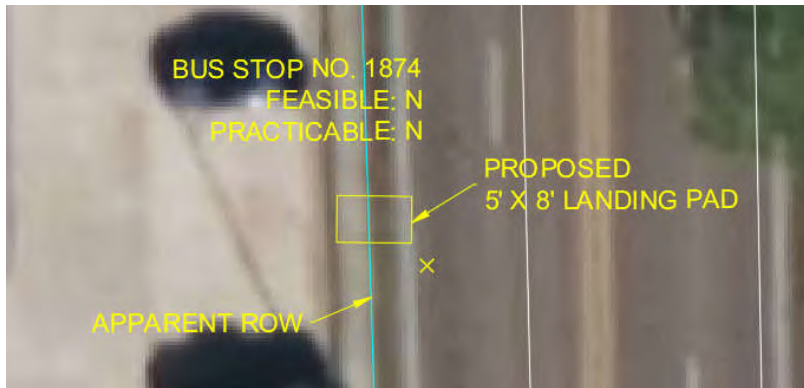 BUS STOP NO. 1874
FEASIBLE: N
PRACTICABLE: N
PROPOSED
5' X 8' LANDING PAD
APPARENT ROW